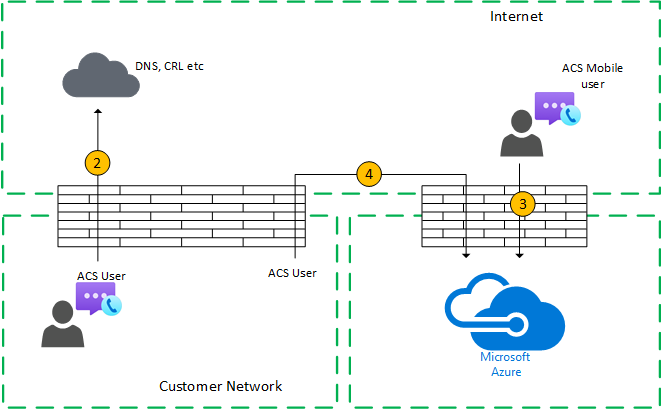 Internet
DNS, CRL etc
ACS Mobile
user
2
4
3
ACS User
ACS User
Microsoft
Azure
Customer Network